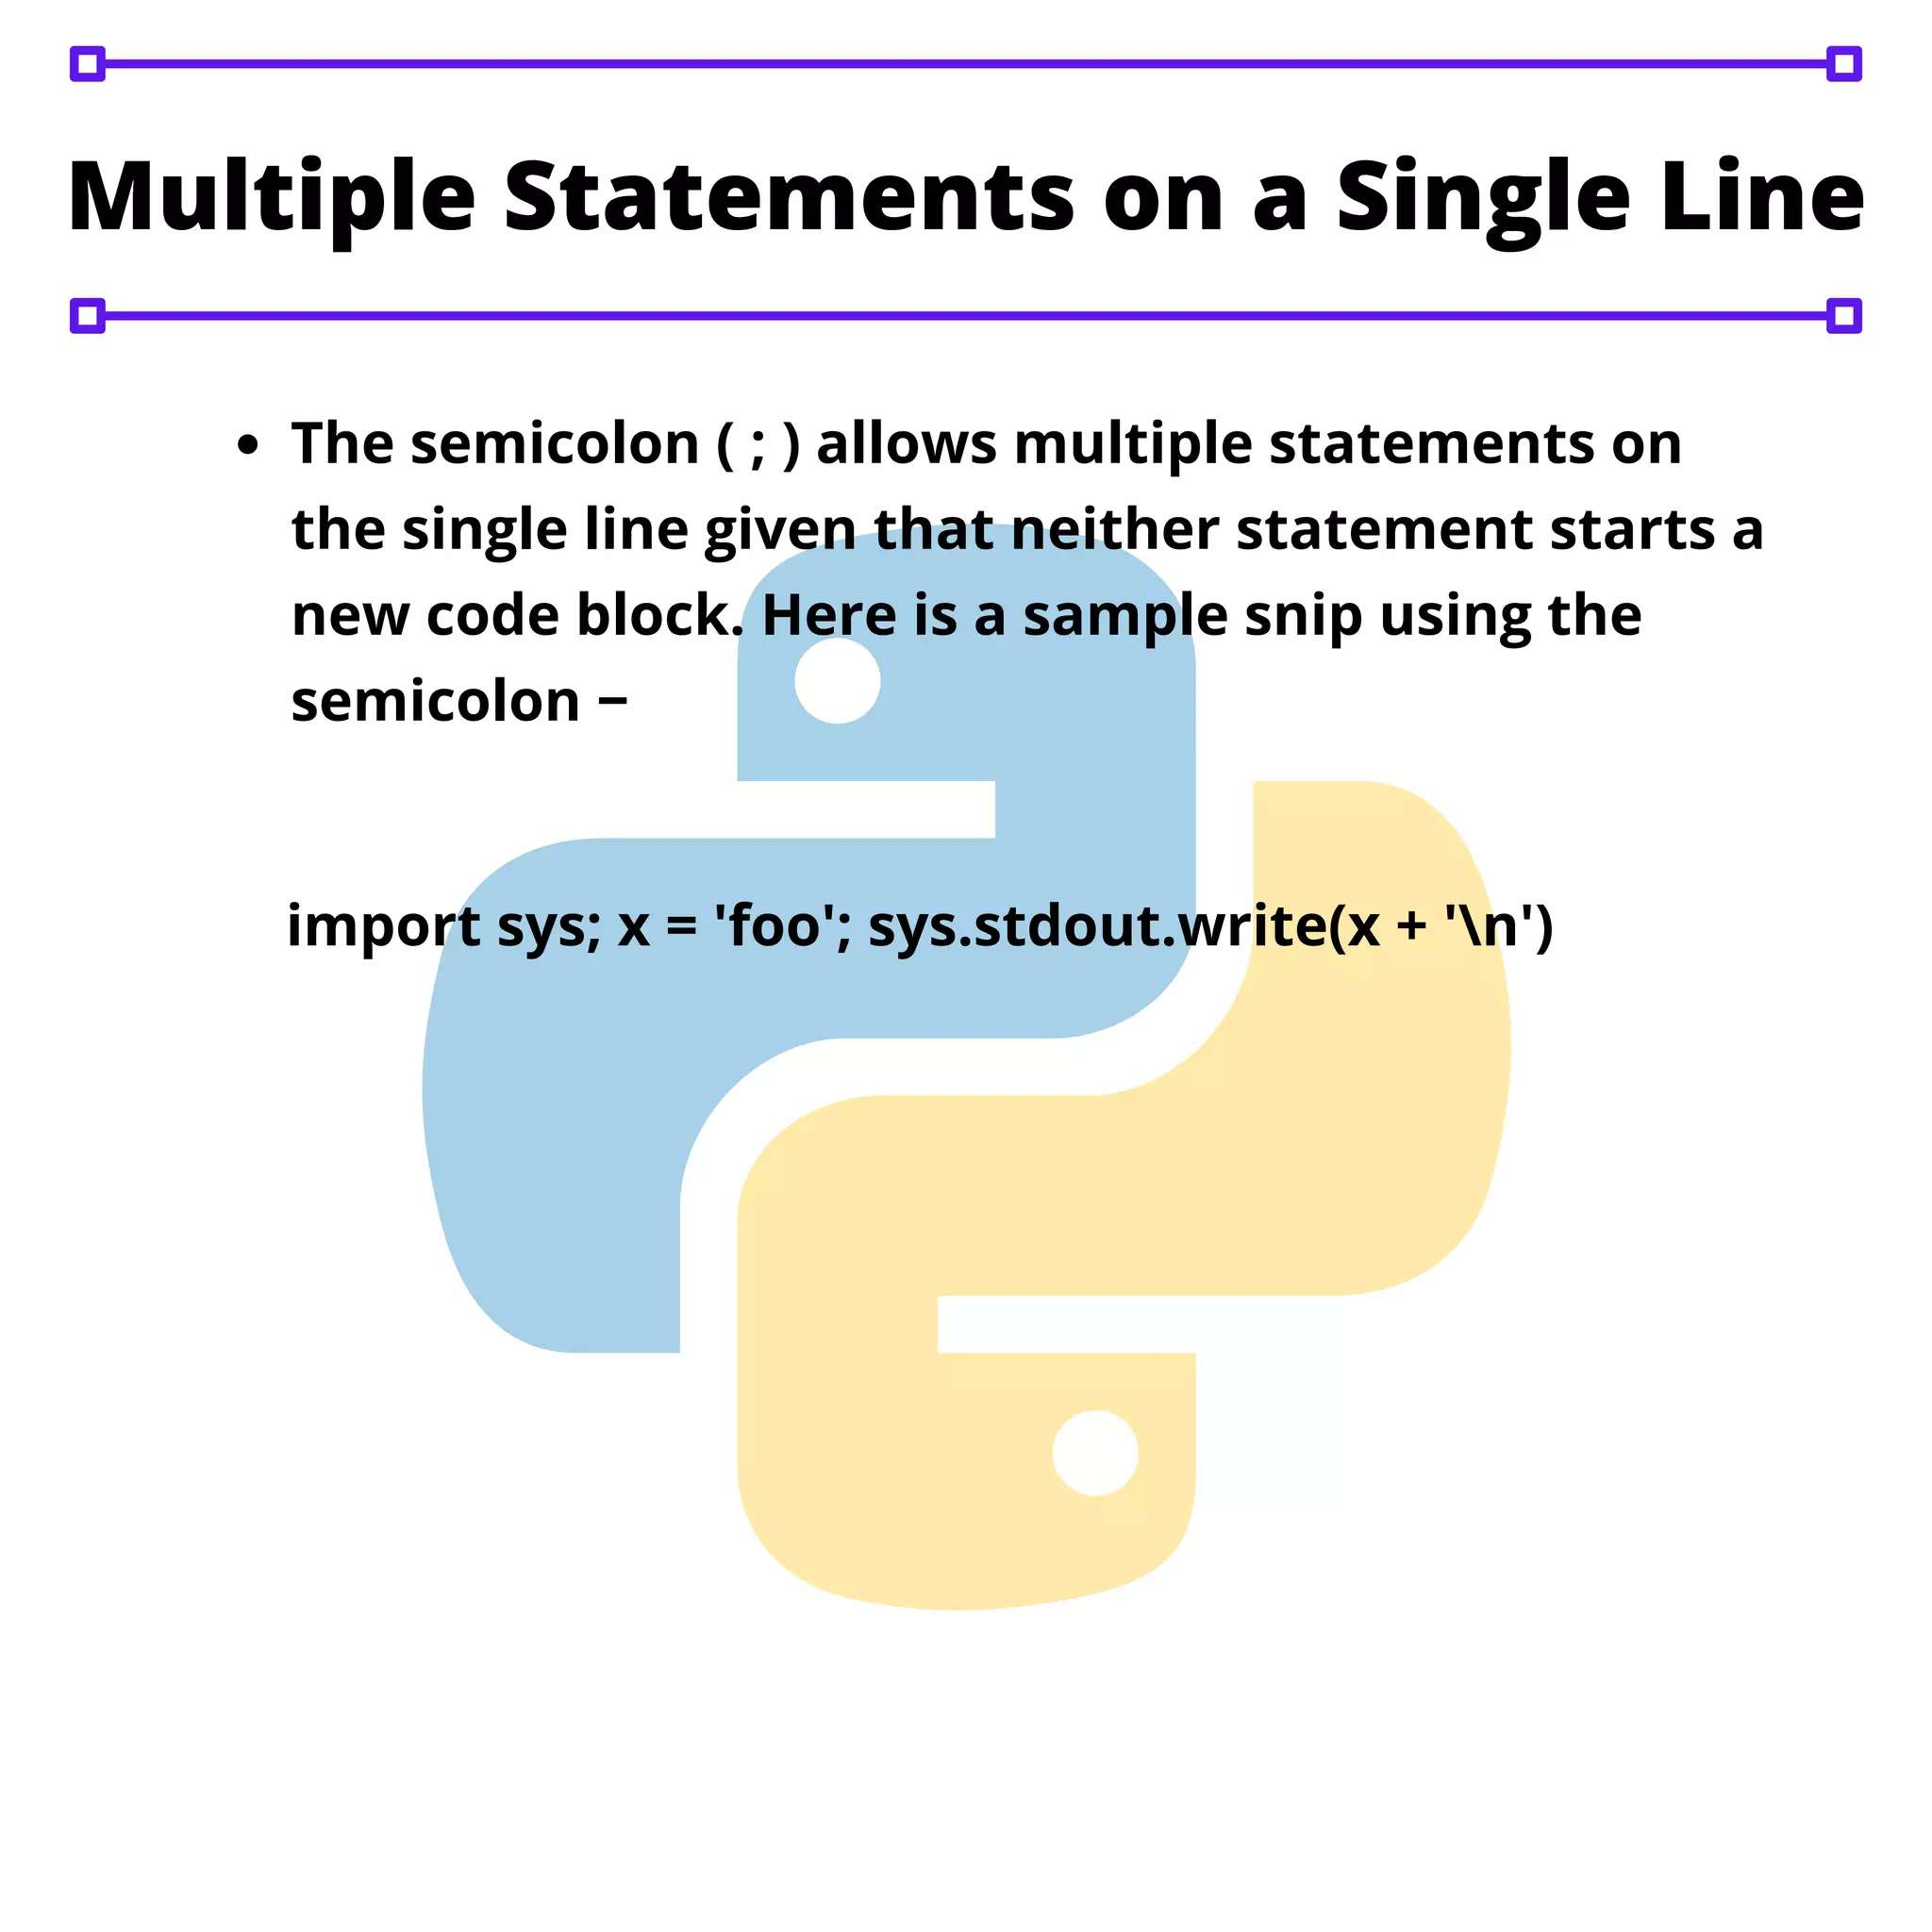 Multiple Statements on a Single Line
• The semicolon ( ; ) allows multiple statements on
the single line given that neither statement starts a
new code block. Here is a sample snip using the
semicolon −
import sys; x = 'foo'; sys.stdout.write(x + '\n')